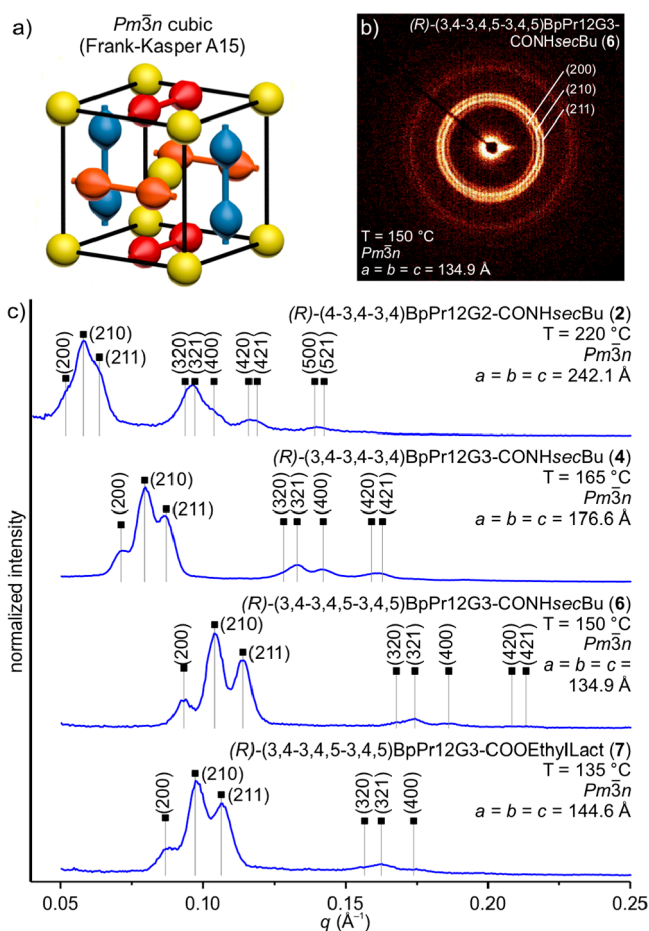 a)
Pm3̅n cubic
(Frank-Kasper A15)
b)
(R)-(3,4-3,4,5-3,4,5)BpPr12G3-
CONHsecBu (6)
(200)
(210)
(211)
T = 150 °C
Pm3̅n
a = b = c = 134.9 Å
c)
(R)-(4-3,4-3,4)BpPr12G2-CONHsecBu (2)
T = 220 °C
Pm3̅n
a = b = c = 242.1 Å
(200)
(210)
(211)
(320)
(321)
(400)
(420)
(421)
(500)
(521)
(R)-(3,4-3,4-3,4)BpPr12G3-CONHsecBu (4)
T = 165 °C
Pm3̅n
a = b = c = 176.6 Å
(200)
(210)
(211)
(320)
(321)
(400)
(420)
(421)
(R)-(3,4-3,4,5-3,4,5)BpPr12G3-CONHsecBu (6)
T = 150 °C
Pm3̅n
a = b = c =
134.9 Å
(200)
(210)
(211)
(320)
(321)
(400)
(420)
(421)
(R)-(3,4-3,4,5-3,4,5)BpPr12G3-COOEthylLact (7)
T = 135 °C
Pm3̅n
a = b = c = 144.6 Å
(200)
(210)
(211)
(320)
(321)
(400)
normalized intensity
0.05 0.10 0.15 0.20 0.25
q (Å⁻¹)